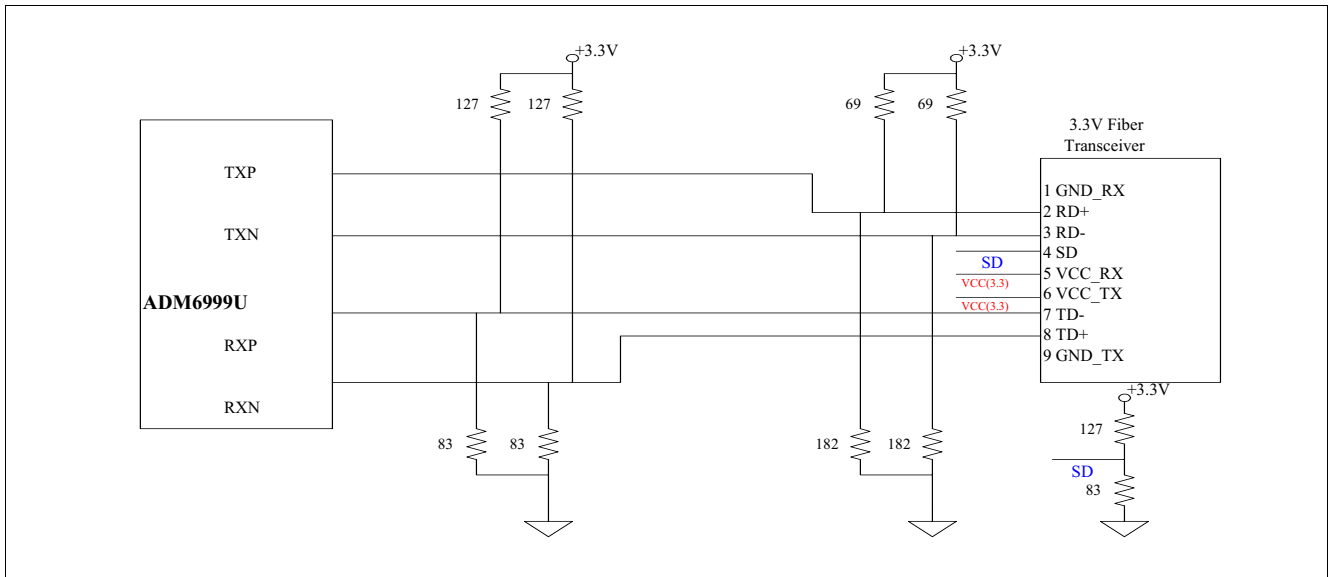 +3.3V
+3.3V
127
127
69
69
3.3V Fiber
Transceiver
TXP
TXN
ADM6999U
RXP
RXN
1 GND_RX
2 RD+
3 RD-
4 SD
5 VCC_RX
6 VCC_TX
7 TD-
8 TD+
9 GND_TX
SD
VCC(3.3)
VCC(3.3)
83
83
182
182
+3.3V
127
SD
83